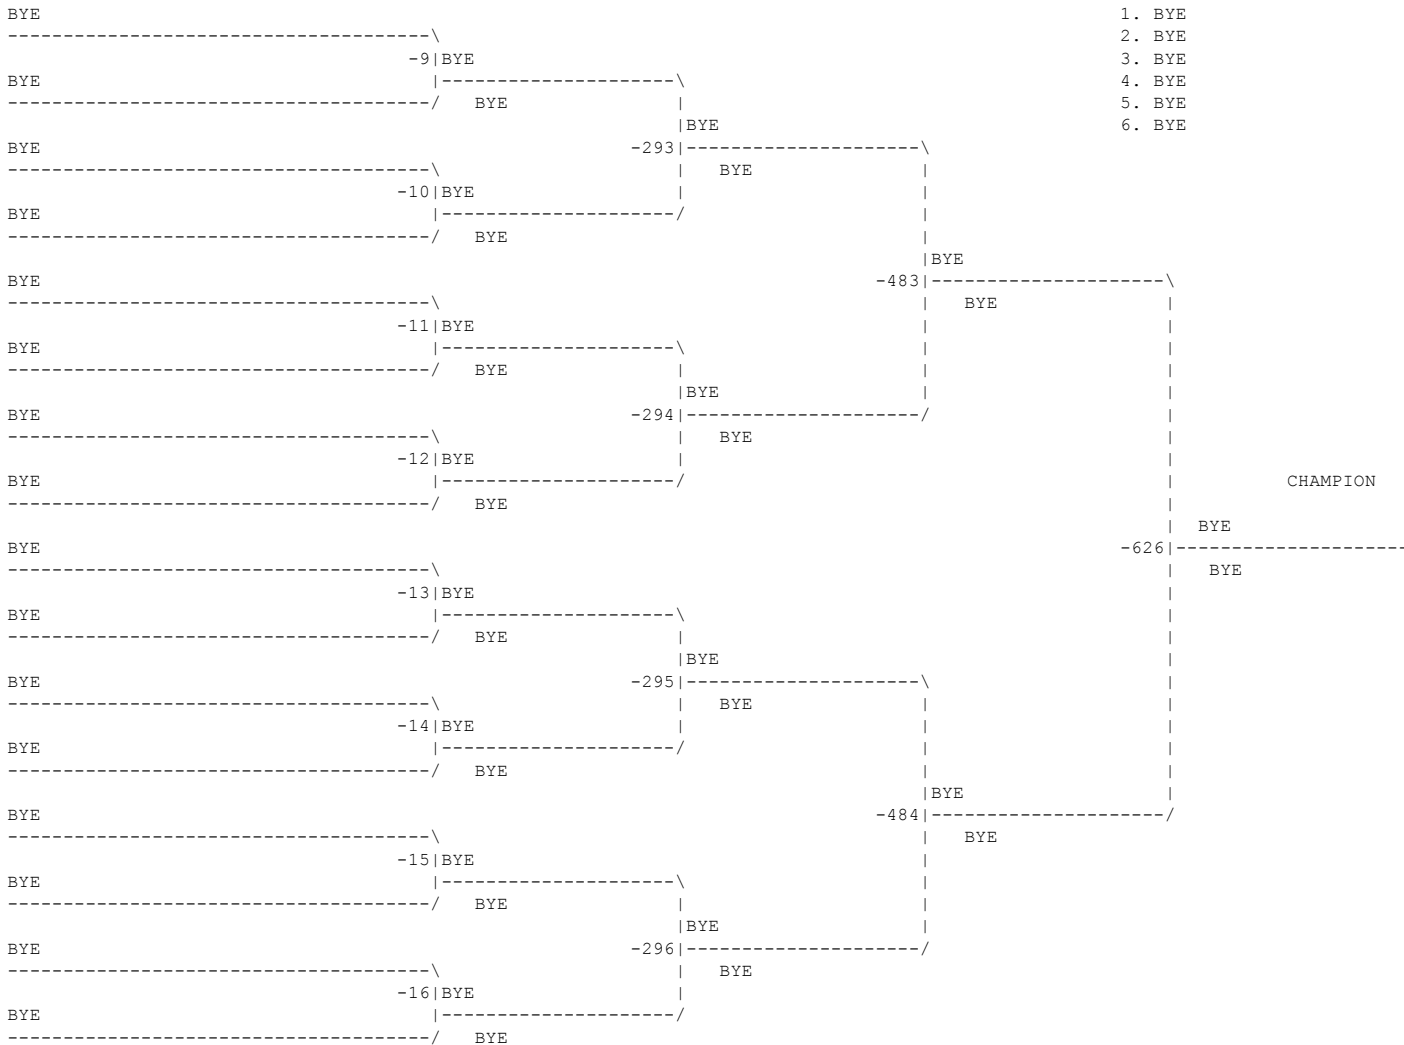 BYE 1. BYE
2. BYE
-9|BYE 3. BYE
BYE 4. BYE
BYE 5. BYE
|BYE 6. BYE
BYE -293|
BYE
-10|BYE
BYE
BYE
|BYE
BYE -483|
BYE
-11|BYE
BYE
BYE
|BYE
BYE -294|
BYE
-12|BYE
BYE CHAMPION
BYE
BYE
BYE -626|
BYE
-13|BYE
BYE
BYE
|BYE
BYE -295|
BYE
-14|BYE
BYE
BYE
|BYE
BYE -484|
BYE
-15|BYE
BYE
BYE
|BYE
BYE -296|
BYE
-16|BYE
BYE
BYE